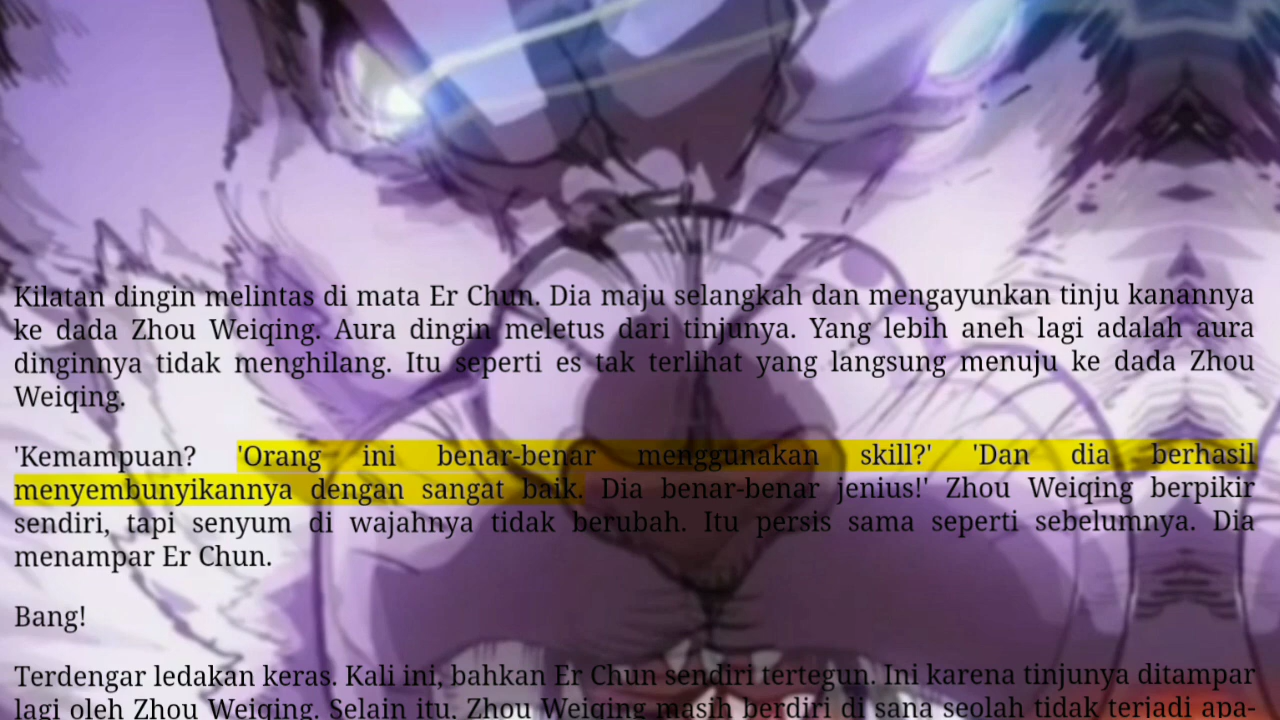 Kilatan dingin melintas di mata Er Chun. Dia maju selangkah dan mengayunkan tinju kanannya
ke dada Zhou Weiqing. Aura dingin meletus dari tinjunya. Yang lebih aneh lagi adalah aura
dinginnya tidak menghilang. Itu seperti es tak terlihat yang langsung menuju ke dada Zhou
Weiqing.
'Kemampuan? 'Orang ini benar-benar menggunakan skill?' 'Dan dia berhasil
menyembunyikannya dengan sangat baik. Dia benar-benar jenius!' Zhou Weiqing berpikir
sendiri, tapi senyum di wajahnya tidak berubah. Itu persis sama seperti sebelumnya. Dia
menampar Er Chun.
Bang!
Terdengar ledakan keras. Kali ini, bahkan Er Chun sendiri tertegun. Ini karena tinjunya ditampar
lagi oleh Zhou Weiqing. Selain itu, Zhou Weiqing masih berdiri di sana seolah tidak terjadi apa-